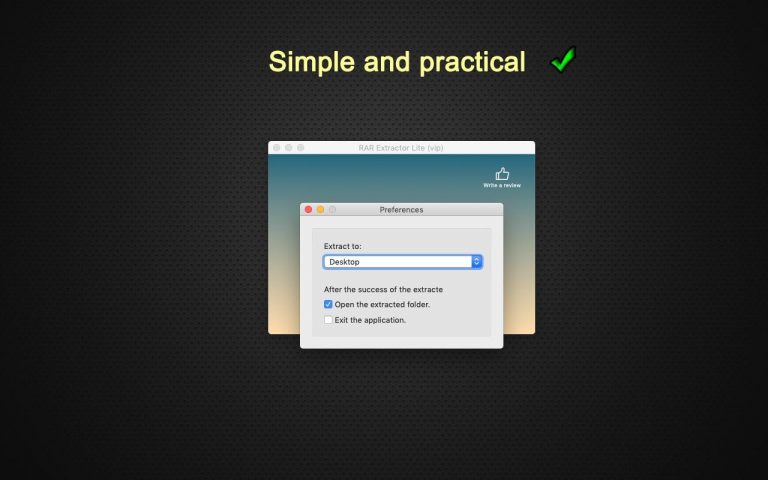 Simple and practical
RAR Extractor Lite (vip)
Write a review
Preferences
Extract to:
Desktop
After the success of the extracte
Open the extracted folder.
Exit the application.